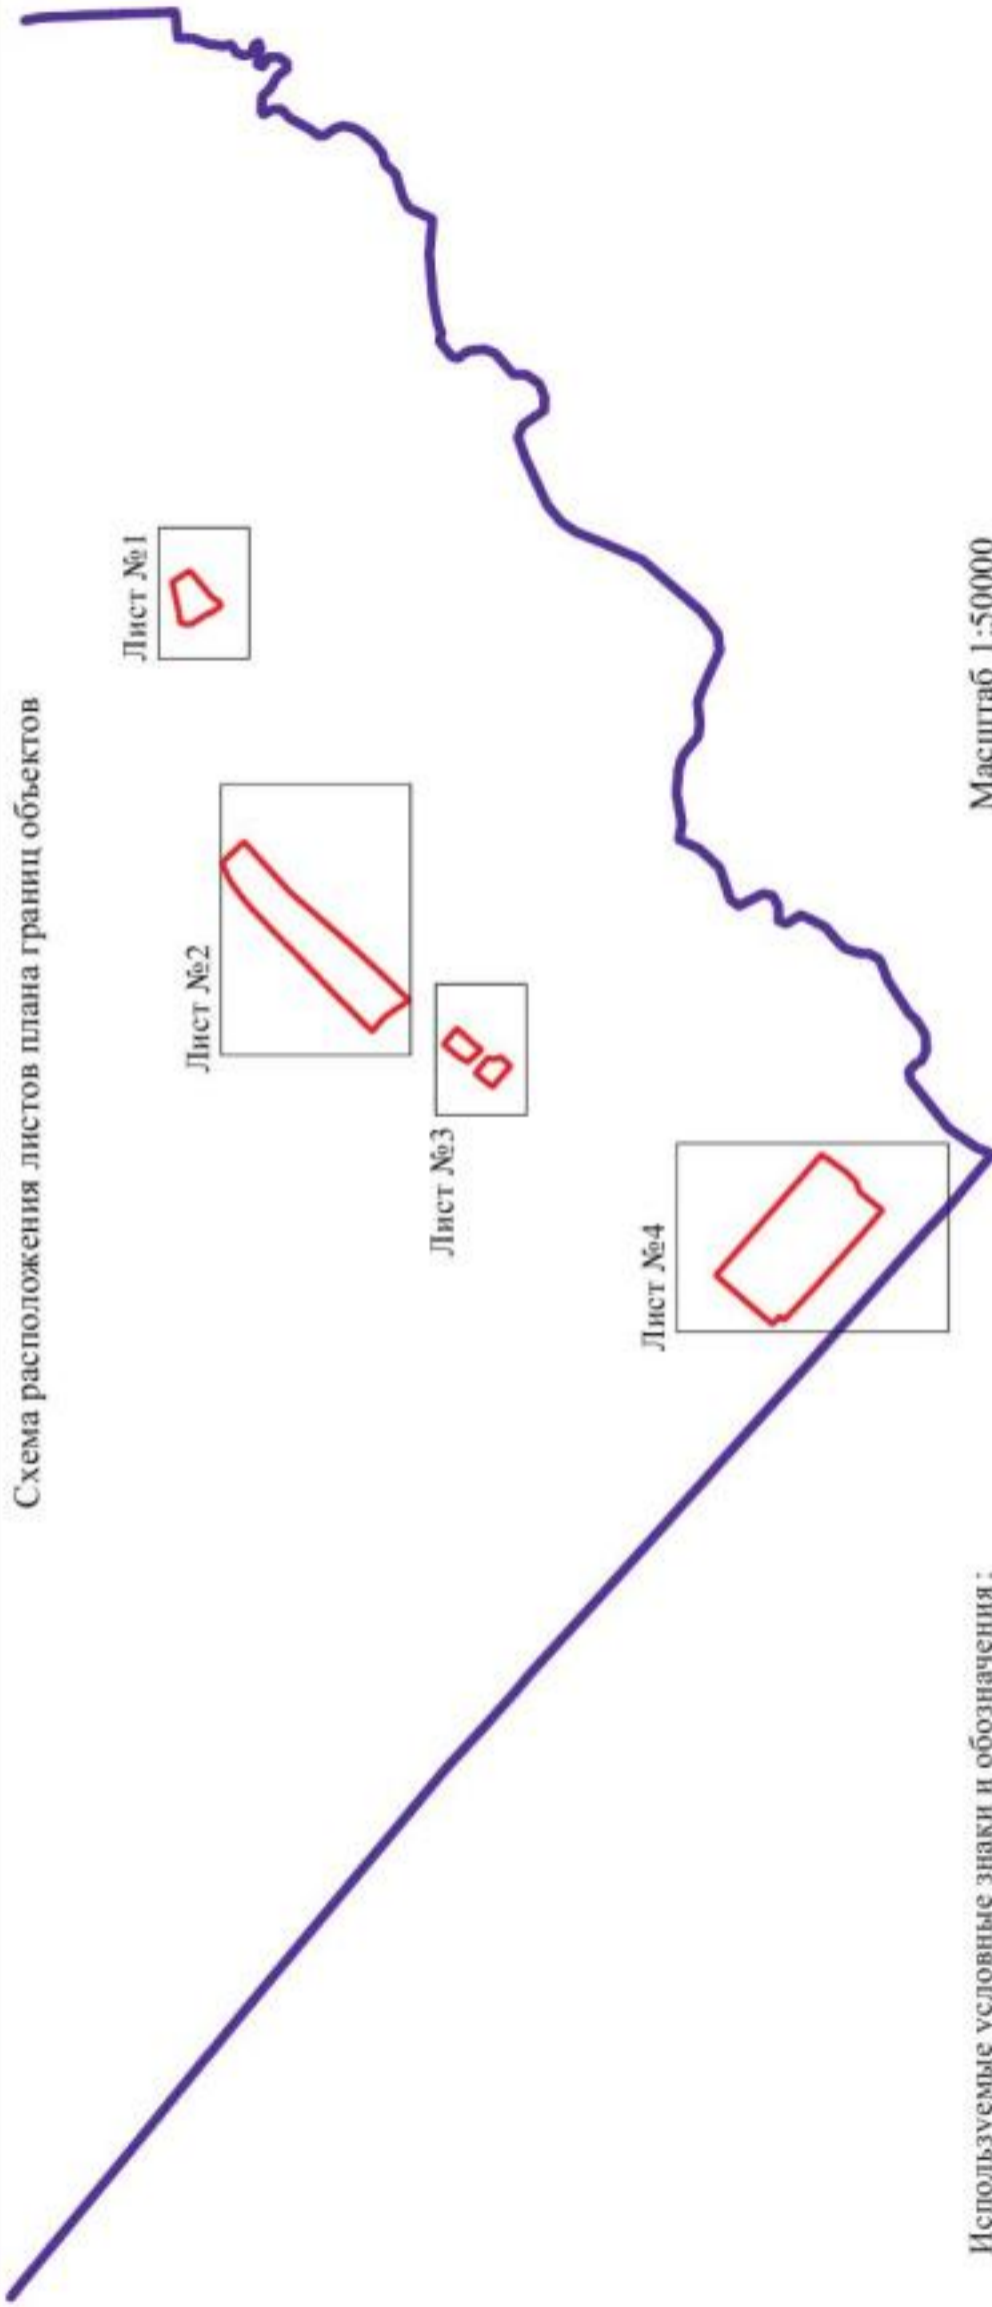 Схема расположения листов плана границ объектов
Лист №1
Лист №2
Лист №3
Лист №4
Масштаб 1:50000
Используемые условные знаки и обозначения :